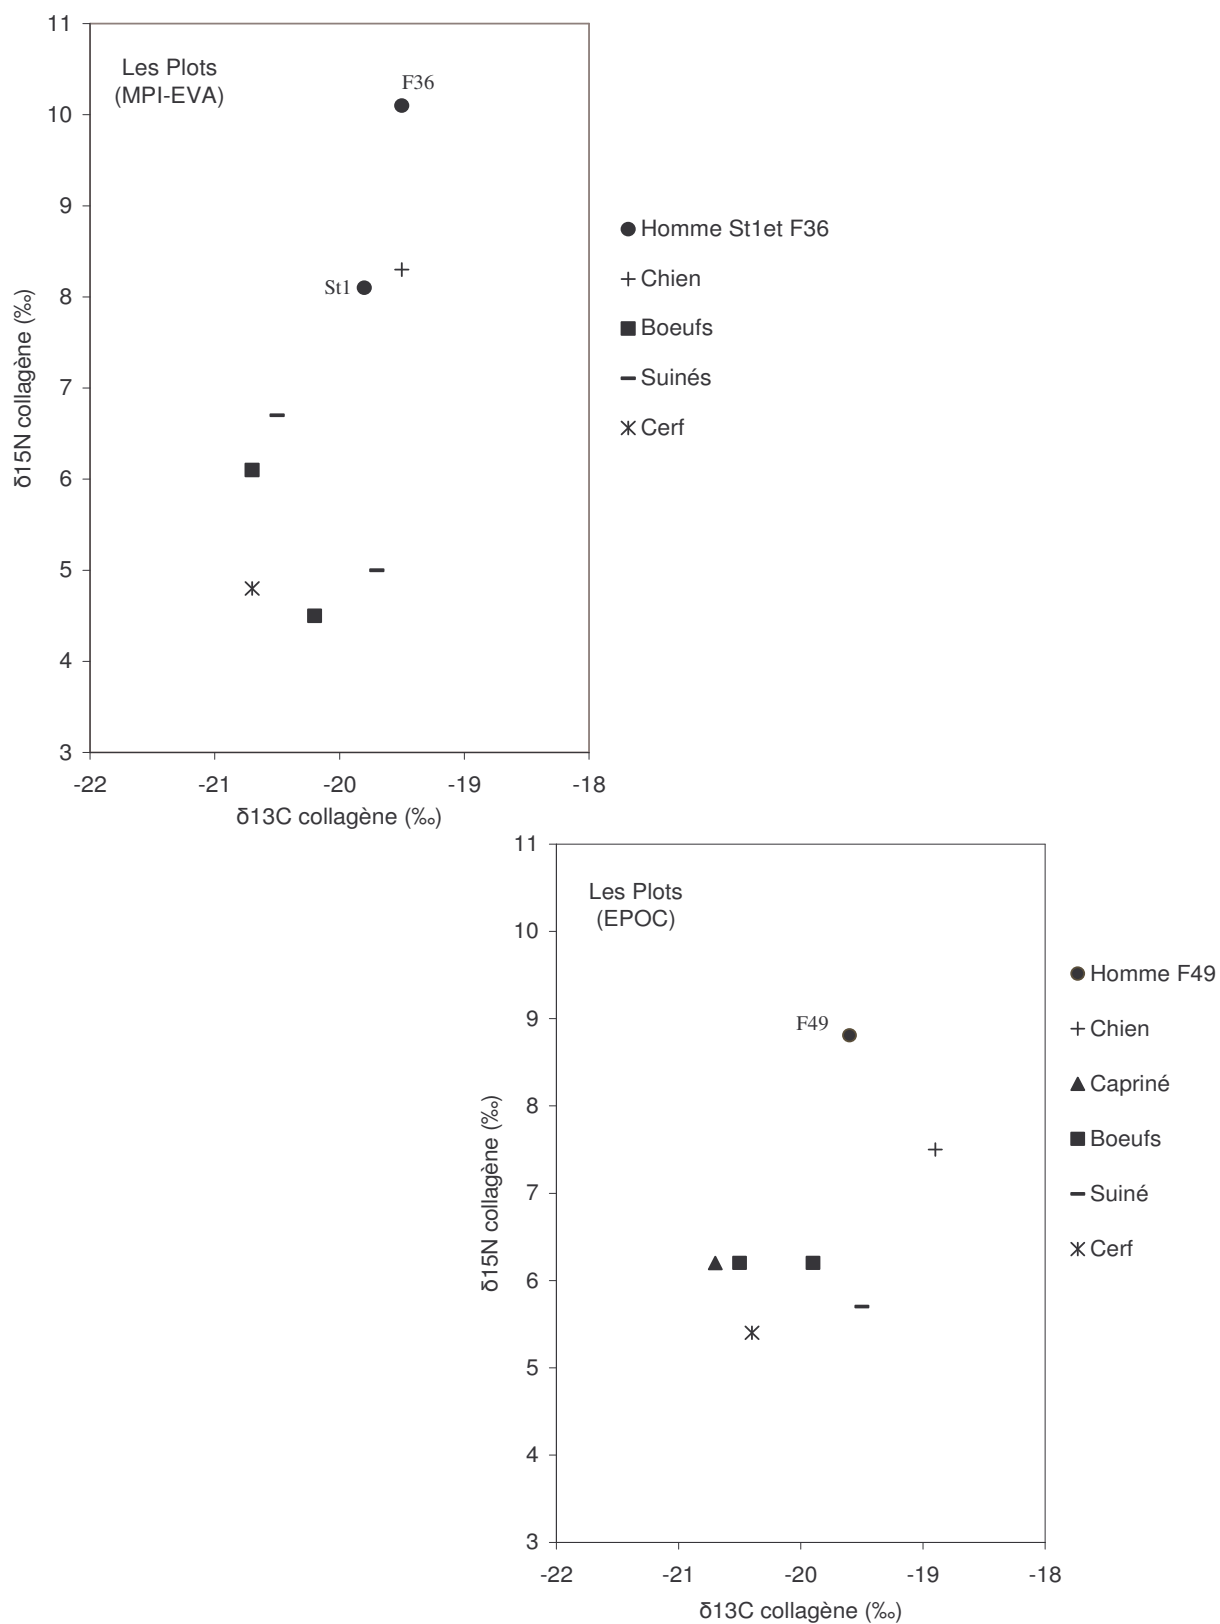 11
10
9
8
7
6
5
4
3
δ15N collagène (‰)
Les Plots
(MPI-EVA)
F36
St1
-22
-21
-20
-19
-18
δ13C collagène (‰)
Homme St1et F36
Chien
Boeufs
Suinés
Cerf
11
10
9
8
7
6
5
4
3
δ15N collagène (‰)
Les Plots
(EPOC)
F49
-22
-21
-20
-19
-18
δ13C collagène (‰)
Homme F49
Chien
Capriné
Boeufs
Suiné
Cerf